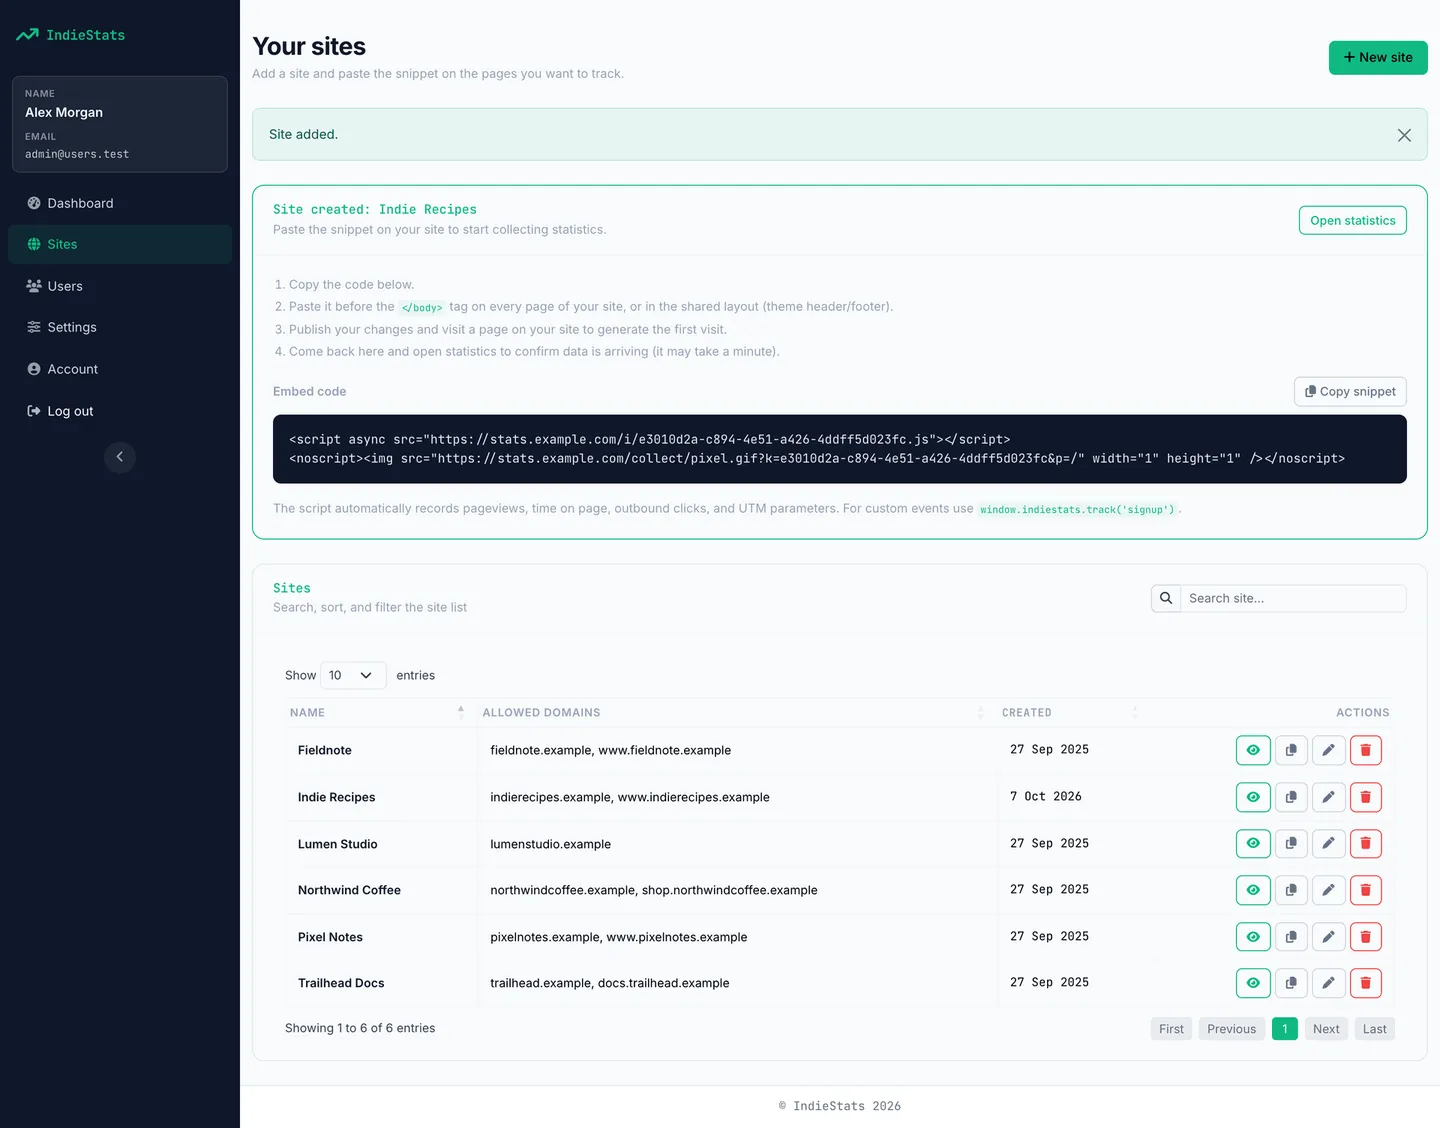 IndieStats
NAME
Alex Morgan
EMAIL
admin@users.test
Dashboard
Sites
Users
Settings
Account
Log out
Your sites
Add a site and paste the snippet on the pages you want to track.
+ New site
Site added.
Site created: Indie Recipes
Paste the snippet on your site to start collecting statistics.
Open statistics
1. Copy the code below.
2. Paste it before the </body> tag on every page of your site, or in the shared layout (theme header/footer).
3. Publish your changes and visit a page on your site to generate the first visit.
4. Come back here and open statistics to confirm data is arriving (it may take a minute).
Embed code
Copy snippet
<script async src="https://stats.example.com/i/e3010d2a-c894-4e51-a426-4ddff5d023fc.js"></script>
<noscript><img src="https://stats.example.com/collect/pixel.gif?k=e3010d2a-c894-4e51-a426-4ddff5d023fc&p=/" width="1" height="1" /></noscript>
The script automatically records pageviews, time on page, outbound clicks, and UTM parameters. For custom events use window.indiestats.track('signup').
Sites
Search, sort, and filter the site list
Search site...
Show 10 entries
NAME ALLOWED DOMAINS CREATED ACTIONS
Fieldnote fieldnote.example, www.fieldnote.example 27 Sep 2025
Indie Recipes indierecipes.example, www.indierecipes.example 7 Oct 2026
Lumen Studio lumenstudio.example 27 Sep 2025
Northwind Coffee northwindcoffee.example, shop.northwindcoffee.example 27 Sep 2025
Pixel Notes pixelnotes.example, www.pixelnotes.example 27 Sep 2025
Trailhead Docs trailhead.example, docs.trailhead.example 27 Sep 2025
Showing 1 to 6 of 6 entries
First Previous 1 Next Last
© IndieStats 2026